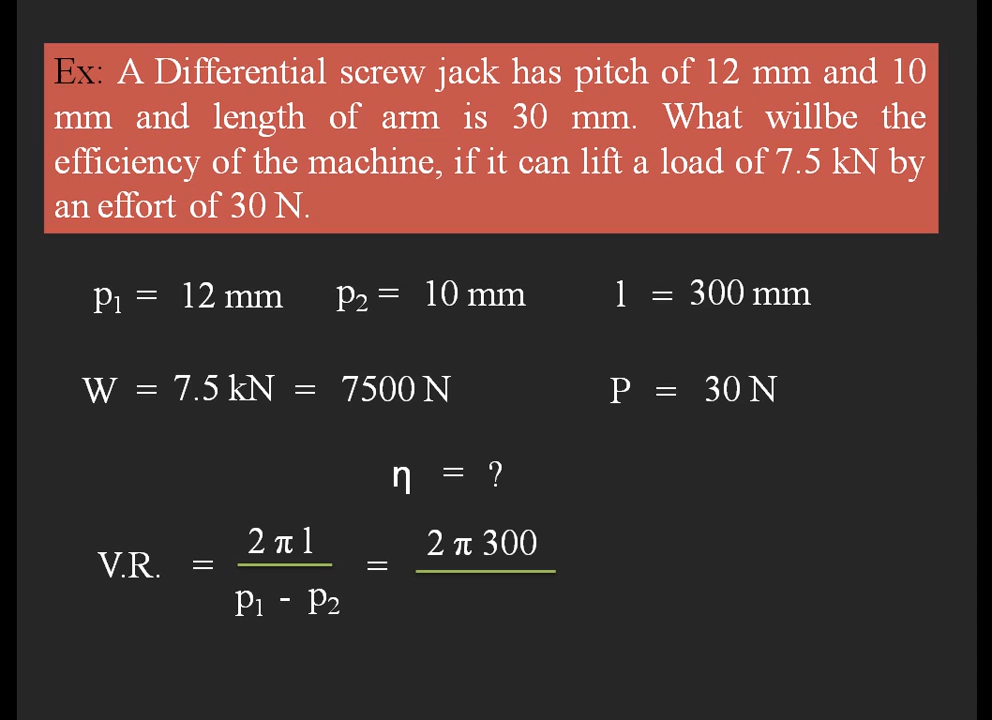 Ex: A Differential screw jack has pitch of 12 mm and 10
mm and length of arm is 30 mm. What willbe the
efficiency of the machine, if it can lift a load of 7.5 kN by
an effort of 30 N.
p₁ = 12 mm p₂ = 10 mm l = 300 mm
W = 7.5 kN = 7500 N P = 30 N
η = ?
2 π l 2 π 300
V.R. = =
p₁ - p₂